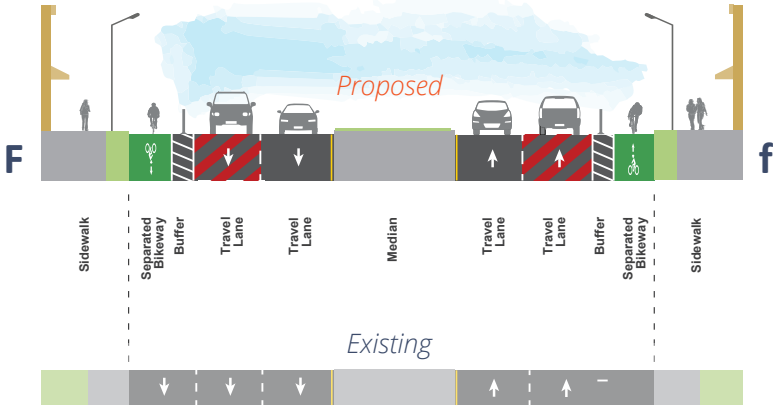 Proposed
F
f
Sidewalk
Separated
Bikeway
Buffer
Travel
Lane
Travel
Lane
Median
Travel
Lane
Travel
Lane
Buffer
Separated
Bikeway
Sidewalk
Existing